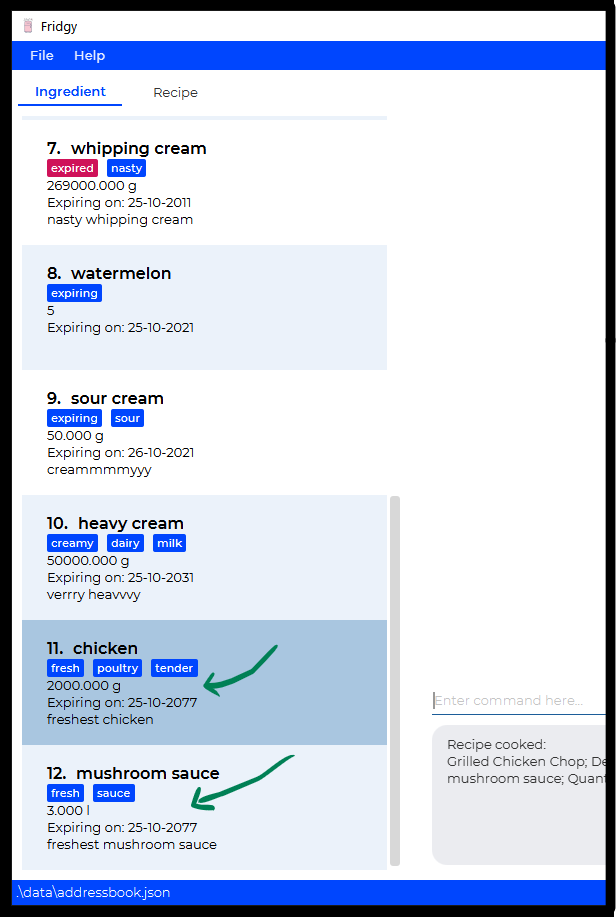 Fridgy
File Help
Ingredient Recipe
7. whipping cream
expired nasty
269000.000 g
Expiring on: 25-10-2011
nasty whipping cream
8. watermelon
expiring
5
Expiring on: 25-10-2021
9. sour cream
expiring sour
50.000 g
Expiring on: 26-10-2021
creammmmyyy
10. heavy cream
creamy dairy milk
50000.000 g
Expiring on: 25-10-2031
verrry heavvvy
11. chicken
fresh poultry tender
2000.000 g
Expiring on: 25-10-2077
freshest chicken
12. mushroom sauce
fresh sauce
3.000 l
Expiring on: 25-10-2077
freshest mushroom sauce
Enter command here...
Recipe cooked:
Grilled Chicken Chop; De
mushroom sauce; Quant
.\data\addressbook.json